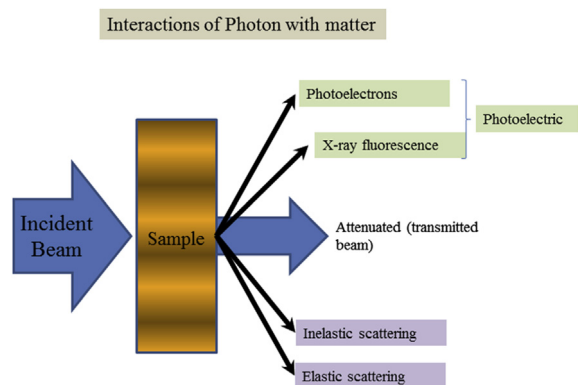 Interactions of Photon with matter
Photoelectrons
Photoelectric
X-ray fluorescence
Incident
Beam
Sample
Attenuated (transmitted
beam)
Inelastic scattering
Elastic scattering